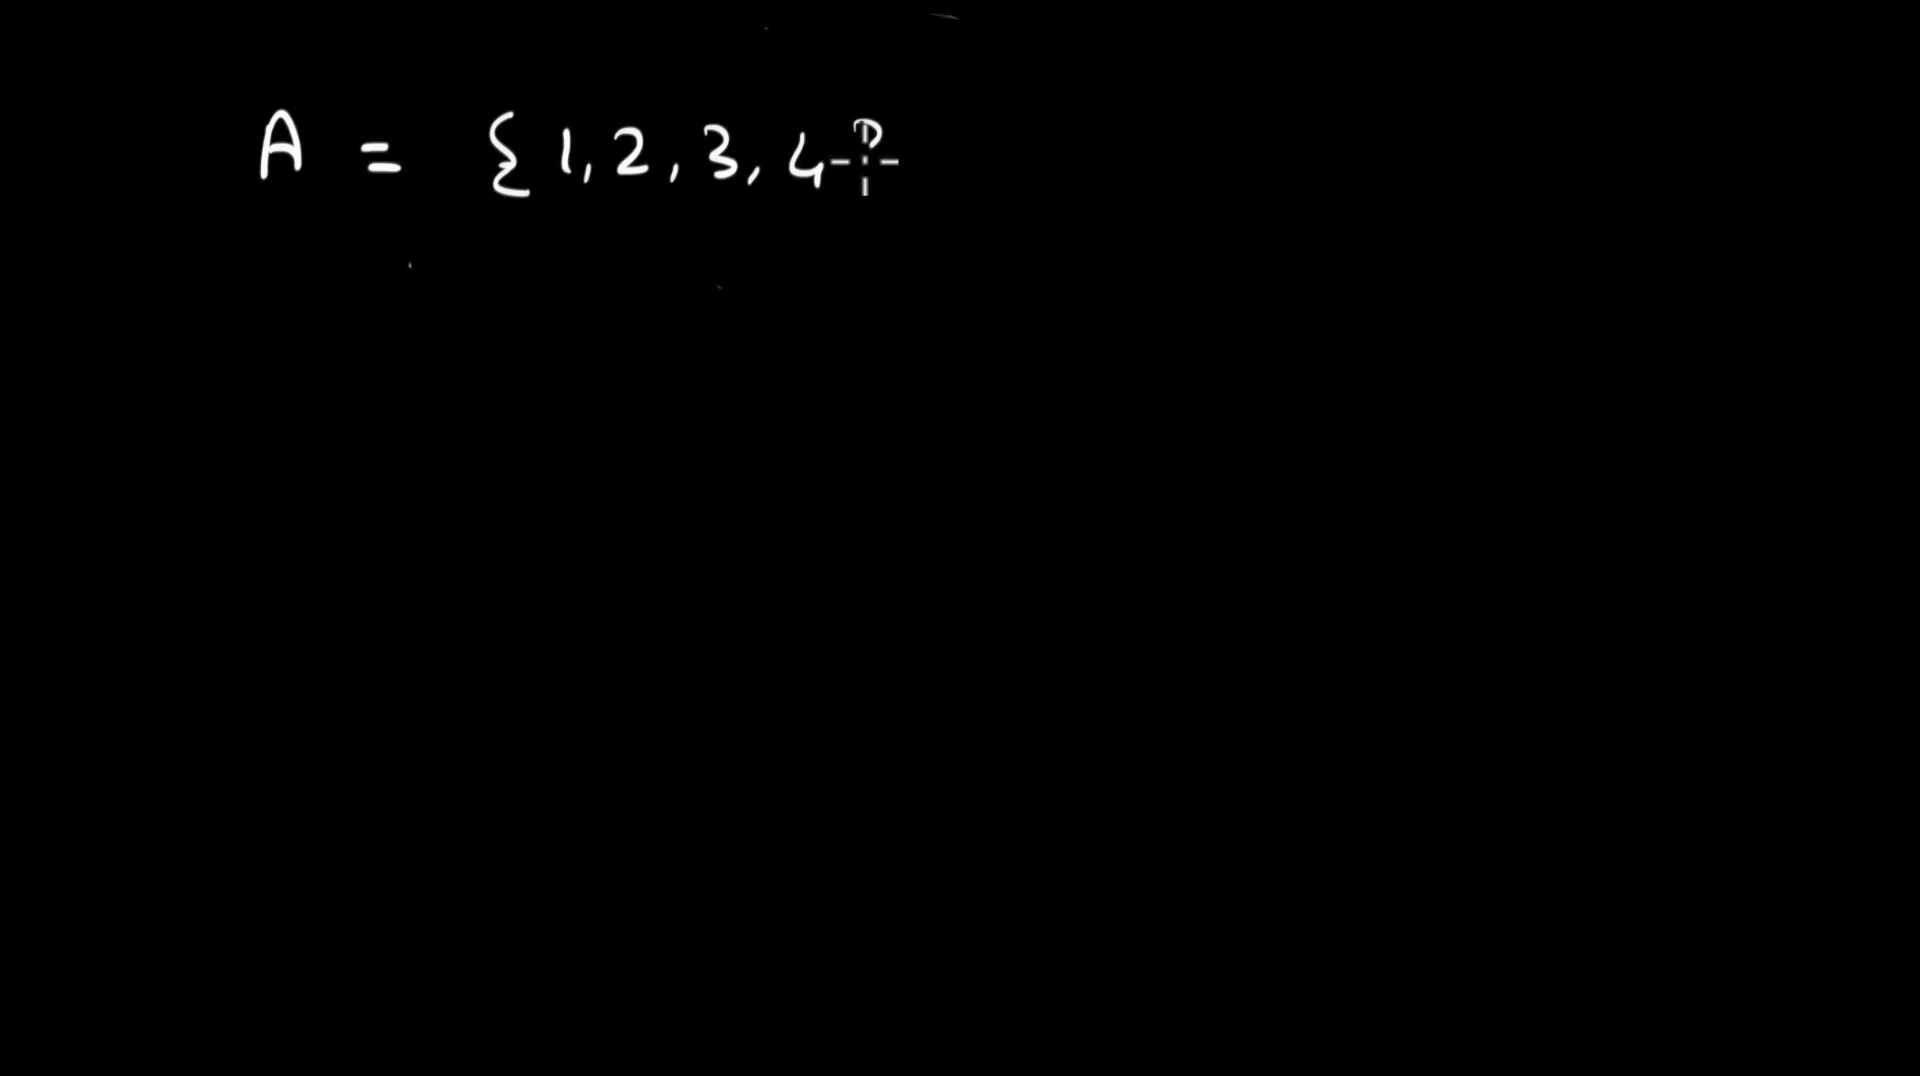 A = { 1, 2, 3, 4